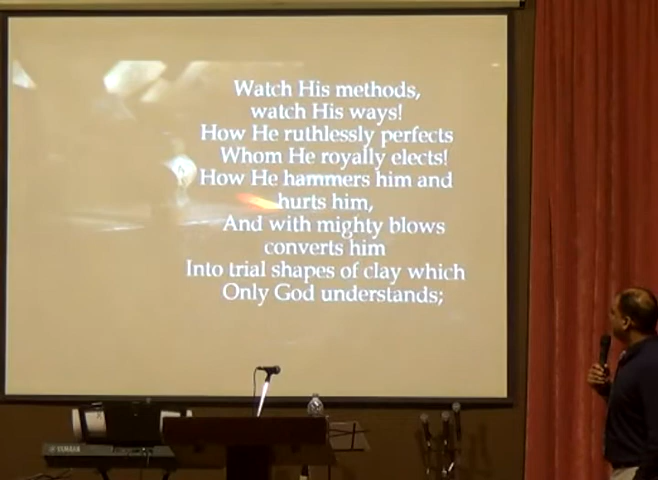 Watch His methods,
watch His ways!
How He ruthlessly perfects
Whom He royally elects!
How He hammers him and
hurts him,
And with mighty blows
converts him
Into trial shapes of clay which
Only God understands;
YAMAHA